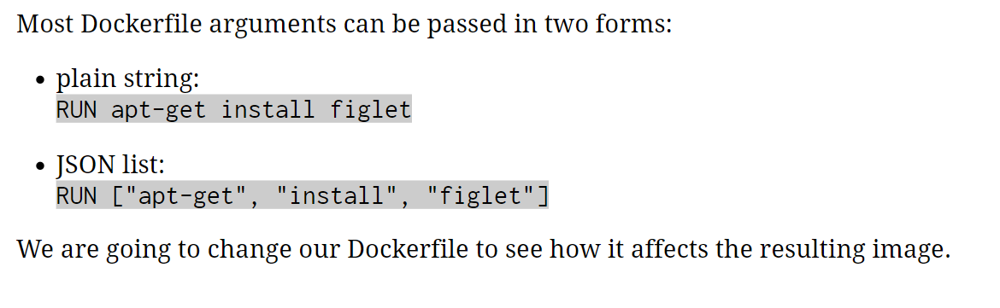 Most Dockerfile arguments can be passed in two forms:
• plain string:
RUN apt-get install figlet
• JSON list:
RUN ["apt-get", "install", "figlet"]
We are going to change our Dockerfile to see how it affects the resulting image.